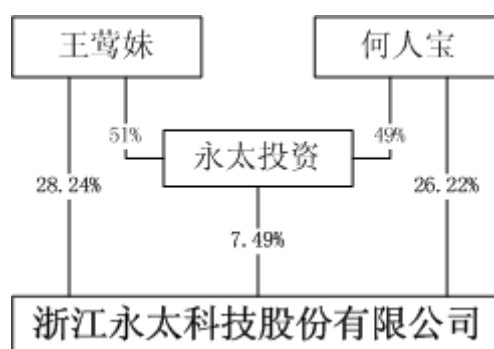 王莺妹 何人宝
51% 49%
永太投资
28.24% 26.22%
7.49%
浙江永太科技股份有限公司